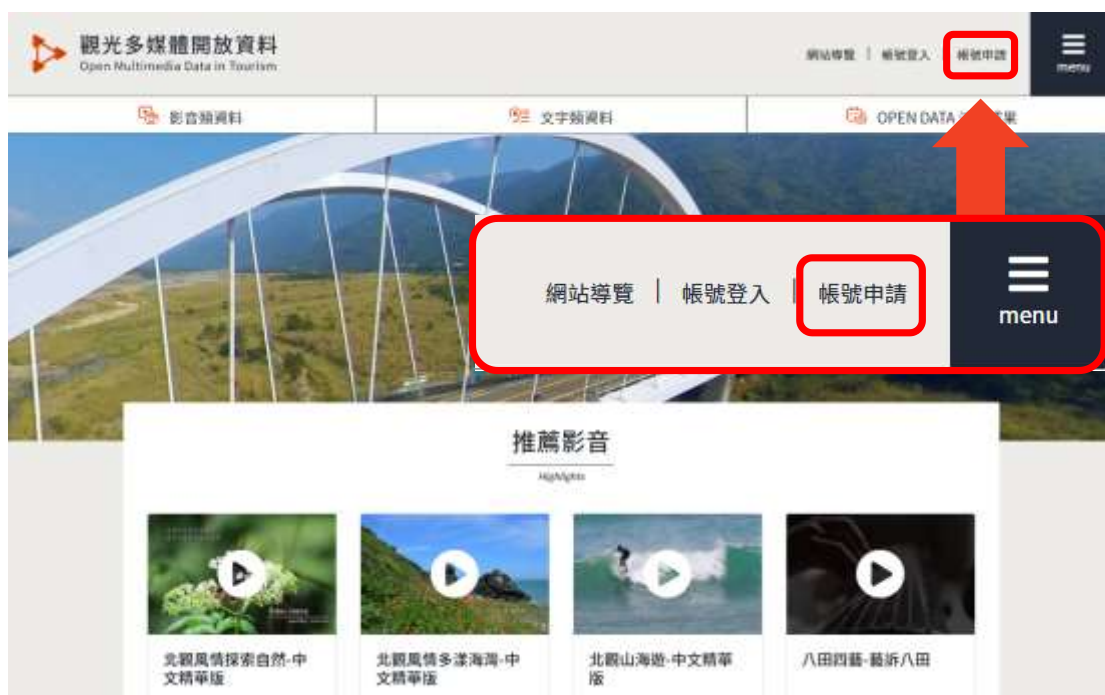 觀光多媒體開放資料
Open Multimedia Data in Tourism
網站導覽 | 帳號登入 帳號申請
menu
影音類資料
文字類資料
OPEN DATA 果
網站導覽 | 帳號登入 | 帳號申請
menu
推薦影音
Highlights
北觀風情探索自然-中
文精華版
北觀風情多漾海灣-中
文精華版
北觀山海遊-中文精華
版
八田四藝-藝訴八田